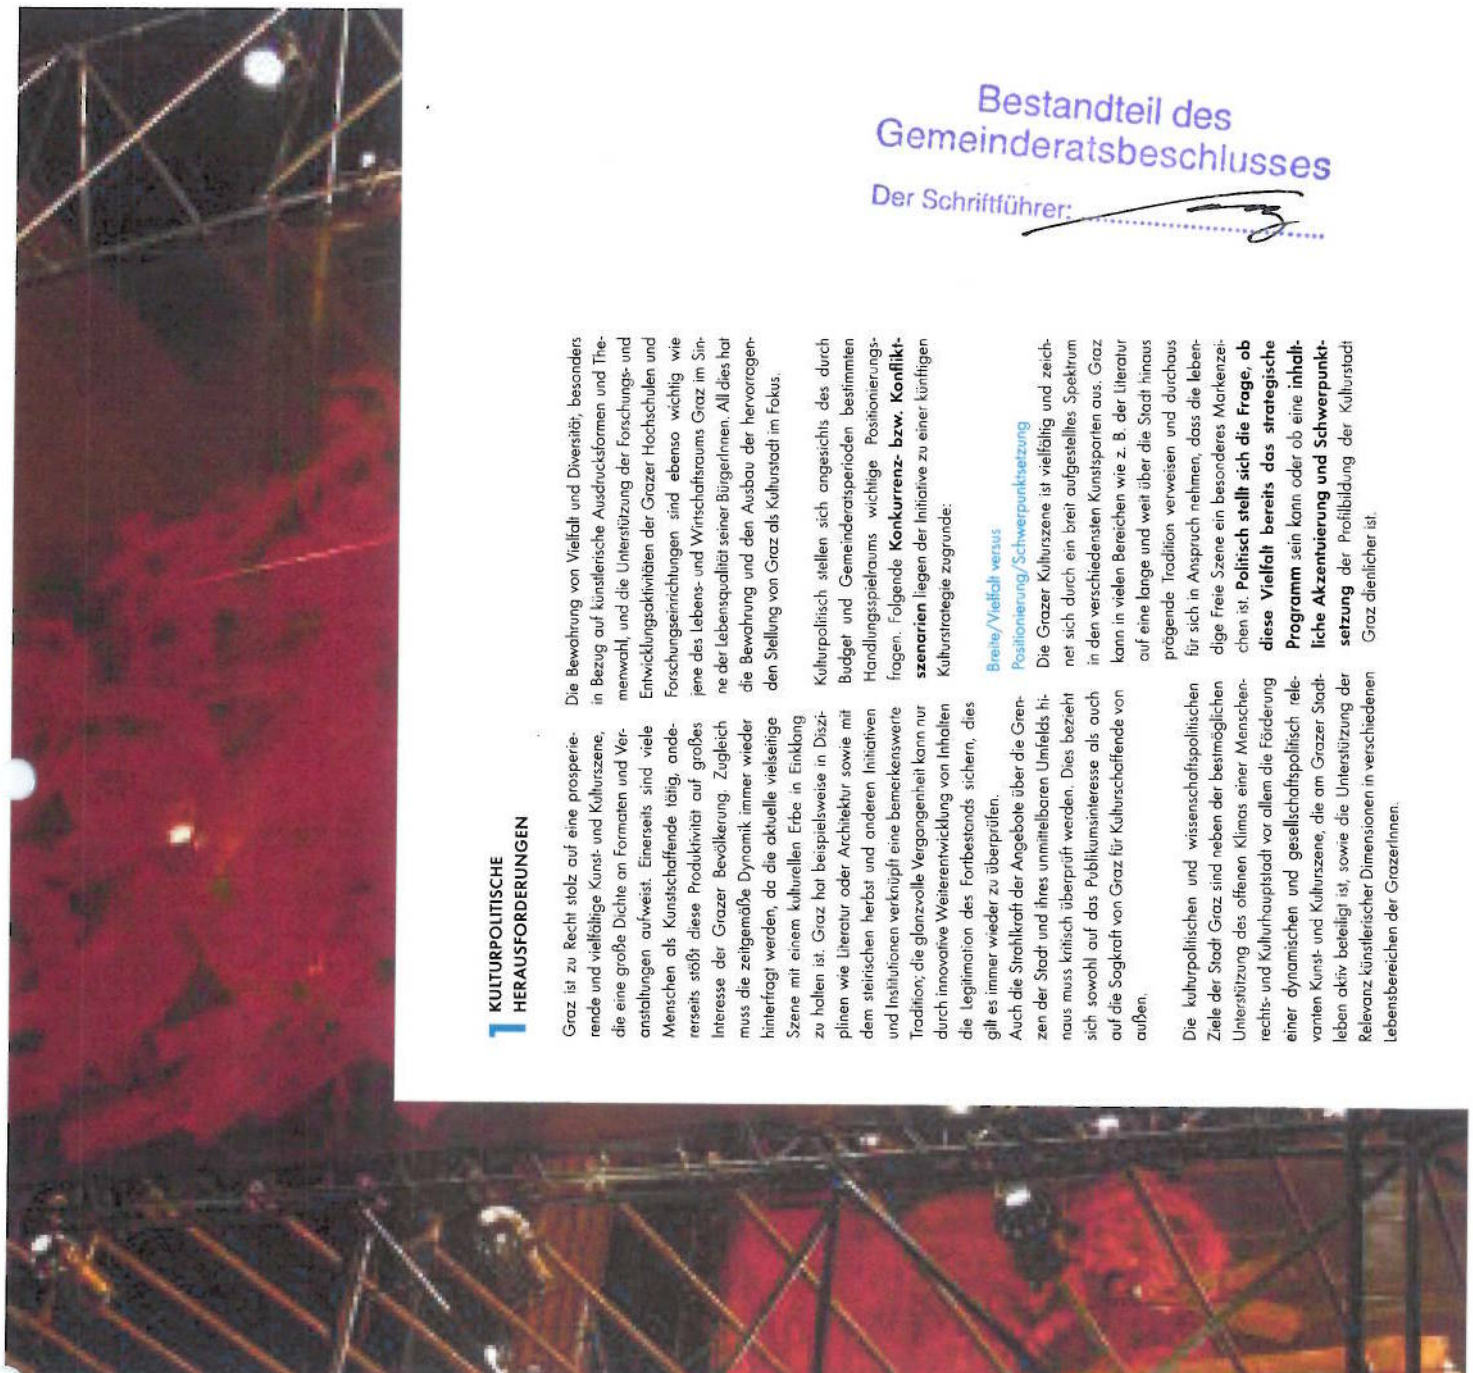 Bestandteil des
Gemeinderatsbeschlusses
Der Schriftführer:
1 KULTURPOLITISCHE
HERAUSFORDERUNGEN
Graz ist zu Recht stolz auf eine prosperie-
rende und vielfältige Kunst- und Kulturszene,
die eine große Dichte an Formaten und Ver-
anstaltungen aufweist. Einerseits sind viele
Menschen als Kunstschaffende tätig, ande-
rerseits stößt diese Produktivität auf großes
Interesse der Grazer Bevölkerung. Zugleich
muss die zeitgemäße Dynamik immer wieder
hinterfragt werden, da die aktuelle vielseitige
Szene mit einem kulturellen Erbe in Einklang
zu halten ist. Graz hat beispielsweise in Diszi-
plinen wie Literatur oder Architektur sowie mit
dem steirischen herbst und anderen Initiativen
und Institutionen verknüpft eine bemerkenswerte
Tradition; die glanzvolle Vergangenheit kann nur
durch innovative Weiterentwicklung von Inhalten
die Legitimation des Fortbestands sichern, dies
gilt es immer wieder zu überprüfen.
Auch die Strahlkraft der Angebote über die Gren-
zen der Stadt und ihres unmittelbaren Umfelds hi-
naus muss kritisch überprüft werden. Dies bezieht
sich sowohl auf das Publikumsinteresse als auch
auf die Sogkraft von Graz für Kulturschaffende von
außen.
Die kulturpolitischen und wissenschaftspolitischen
Ziele der Stadt Graz sind neben der bestmöglichen
Unterstützung des offenen Klimas einer Menschen-
rechts- und Kulturhauptstadt vor allem die Förderung
einer dynamischen und gesellschaftspolitisch rele-
vanten Kunst- und Kulturszene, die am Grazer Stadt-
leben aktiv beteiligt ist, sowie die Unterstützung der
Relevanz künstlerischer Dimensionen in verschiedenen
Lebensbereichen der GrazerInnen.
Die Bewahrung von Vielfalt und Diversität, besonders
in Bezug auf künstlerische Ausdrucksformen und The-
menwahl, und die Unterstützung der Forschungs- und
Entwicklungsaktivitäten der Grazer Hochschulen und
Forschungseinrichtungen sind ebenso wichtig wie
jene des Lebens- und Wirtschaftsraums Graz im Sin-
ne der Lebensqualität seiner BürgerInnen. All dies hat
die Bewahrung und den Ausbau der hervorragen-
den Stellung von Graz als Kulturstadt im Fokus.
Kulturpolitisch stellen sich angesichts des durch
Budget und Gemeinderatsperioden bestimmten
Handlungsspielraums wichtige Positionierungs-
fragen. Folgende Konkurrenz- bzw. Konflikt-
szenarien liegen der Initiative zu einer künftigen
Kulturstrategie zugrunde:
Breite/Vielfalt versus
Positionierung/Schwerpunktsetzung
Die Grazer Kulturszene ist vielfältig und zeich-
net sich durch ein breit aufgestelltes Spektrum
in den verschiedensten Kunstsparten aus. Graz
kann in vielen Bereichen wie z. B. der Literatur
auf eine lange und weit über die Stadt hinaus
prägende Tradition verweisen und durchaus
für sich in Anspruch nehmen, dass die leben-
dige Freie Szene ein besonderes Markenzei-
chen ist. Politisch stellt sich die Frage, ob
diese Vielfalt bereits das strategische
Programm sein kann oder ob eine inhalt-
liche Akzentuierung und Schwerpunkt-
setzung der Profilbildung der Kulturstadt
Graz dienlicher ist.